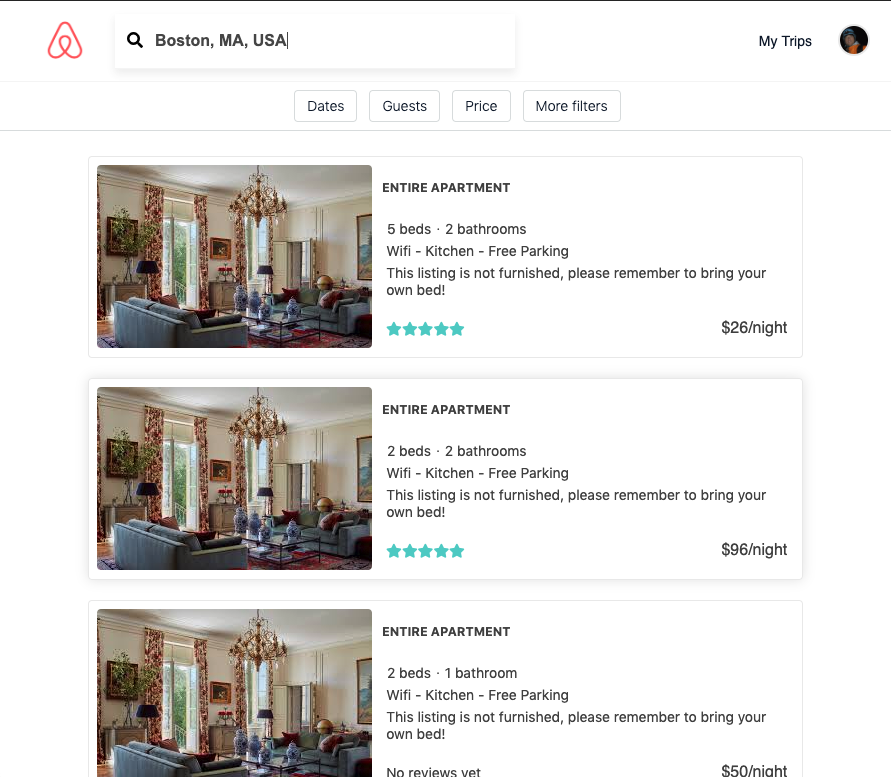 Boston, MA, USA
My Trips
Dates
Guests
Price
More filters
ENTIRE APARTMENT
5 beds · 2 bathrooms
Wifi - Kitchen - Free Parking
This listing is not furnished, please remember to bring your
own bed!
$26/night
ENTIRE APARTMENT
2 beds · 2 bathrooms
Wifi - Kitchen - Free Parking
This listing is not furnished, please remember to bring your
own bed!
$96/night
ENTIRE APARTMENT
2 beds · 1 bathroom
Wifi - Kitchen - Free Parking
This listing is not furnished, please remember to bring your
own bed!
No reviews yet
$50/night